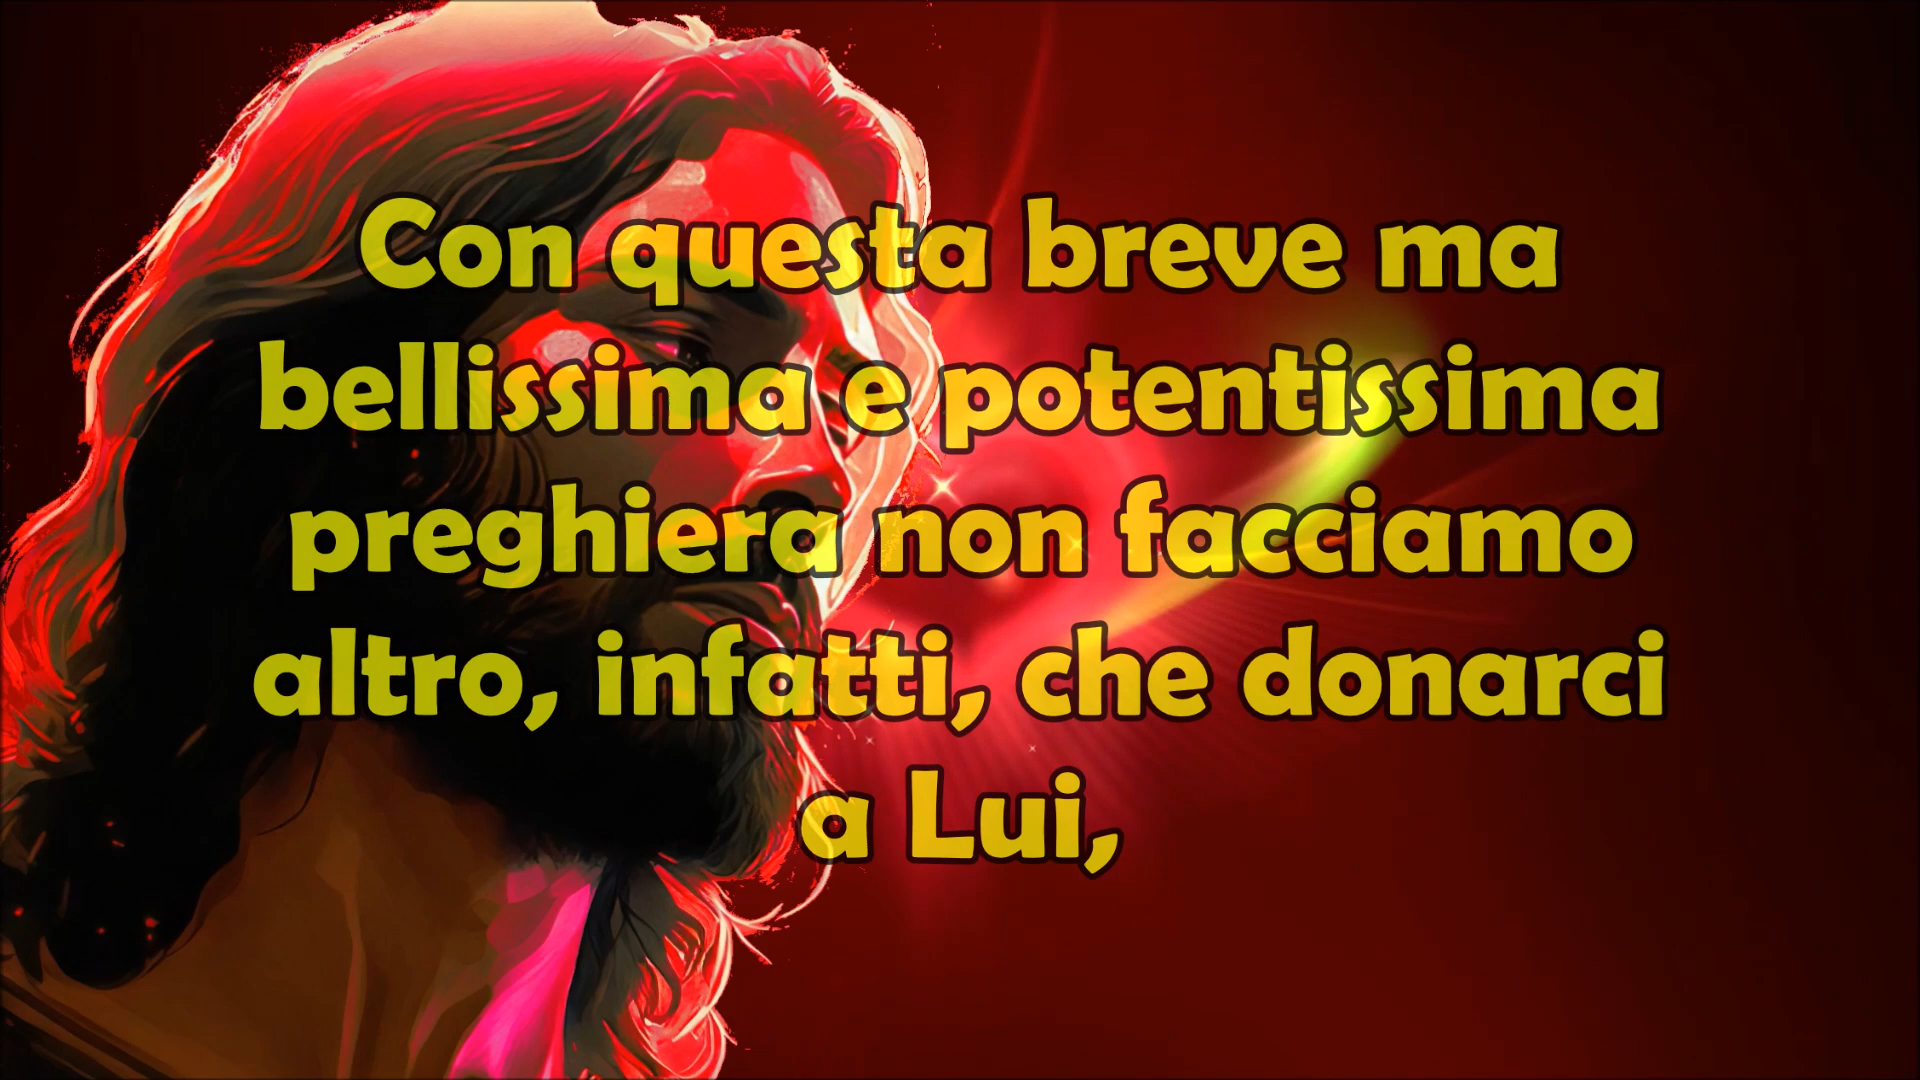 Con questa breve ma
bellissima e potentissima
preghiera non facciamo
altro, infatti, che donarci
a Lui,